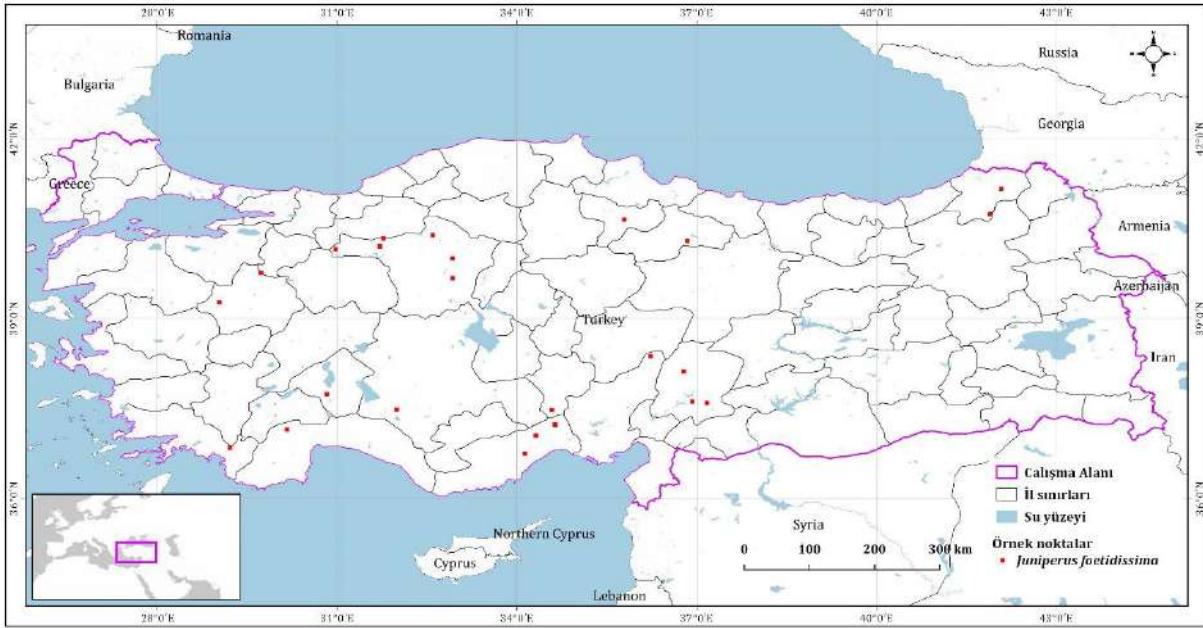 28°0'E 31°0'E 34°0'E 37°0'E 40°0'E 43°0'E
Romania
Russia
Bulgaria
Georgia
42°0'N 42°0'N
Greece
Armenia
Azerbaijan
39°0'N Turkey 39°0'N
Iran
Çalışma Alanı
İl sınırları
36°0'N 36°0'N
Su yüzeyi
Syria
Northern Cyprus
Örnek noktalar
Cyprus
0 100 200 300 km
Juniperus foetidissima
Lebanon
28°0'E 31°0'E 34°0'E 37°0'E 40°0'E 43°0'E